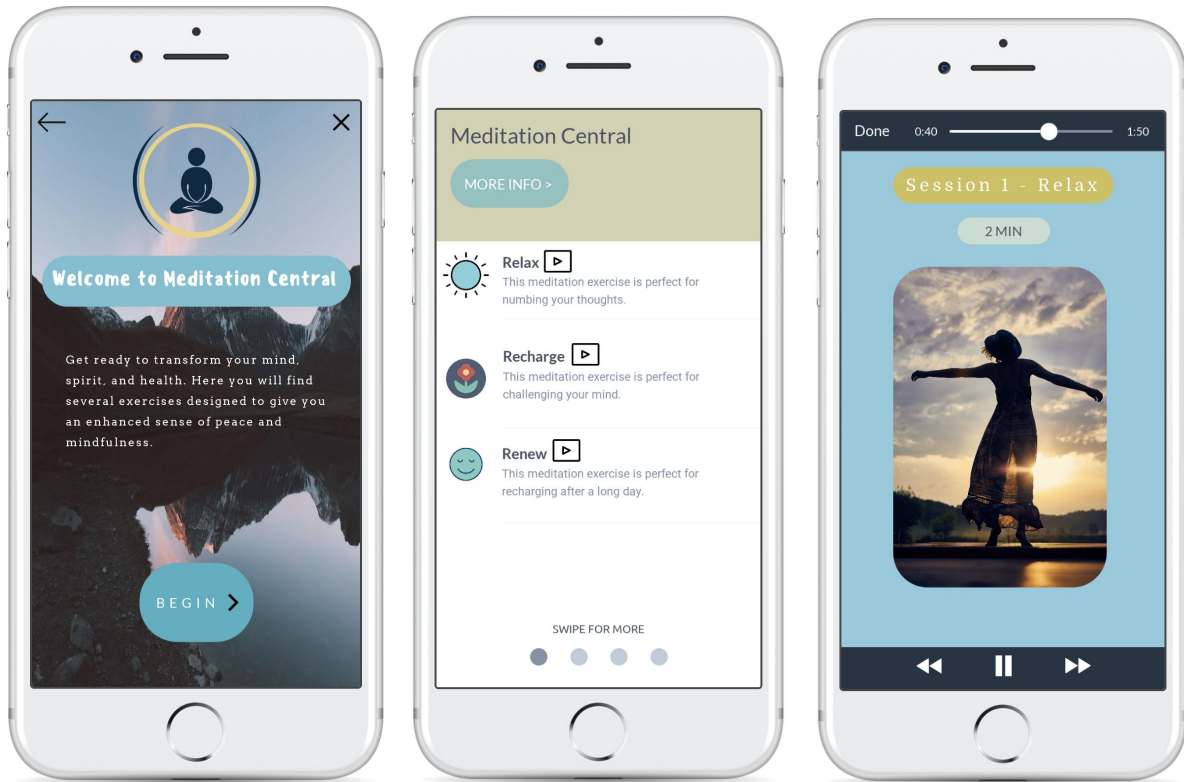 Welcome to Meditation Central
Get ready to transform your mind,
spirit, and health. Here you will find
several exercises designed to give you
an enhanced sense of peace and
mindfulness.
BEGIN
Meditation Central
MORE INFO >
Relax
This meditation exercise is perfect for
numbing your thoughts.
Recharge
This meditation exercise is perfect for
challenging your mind.
Renew
This meditation exercise is perfect for
recharging after a long day.
SWIPE FOR MORE
Done 0:40 1:50
Session 1 - Relax
2 MIN